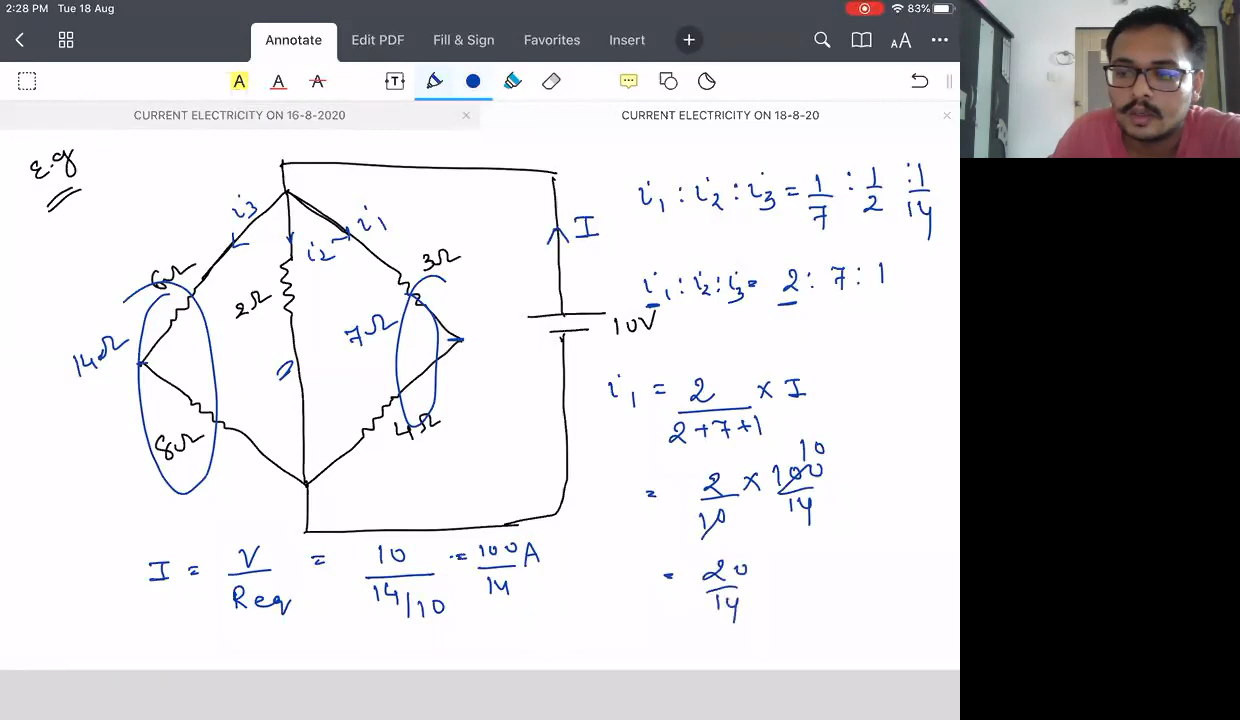 2:28 PM Tue 18 Aug
83%
Annotate Edit PDF Fill & Sign Favorites Insert
A A A T AA
CURRENT ELECTRICITY ON 16-8-2020
CURRENT ELECTRICITY ON 18-8-20
E.g
i3 i2 i1 I
6Ω 2Ω 3Ω
14Ω 7Ω 10V
8Ω 4Ω
I = V/Req = 10/(14/10) = 100/14 A
i1 : i2 : i3 = 1/7 : 1/2 : 1/14
i1 : i2 : i3 = 2 : 7 : 1
i1 = 2/(2+7+1) × I
= 2/10 × 100/14 10
= 20/14